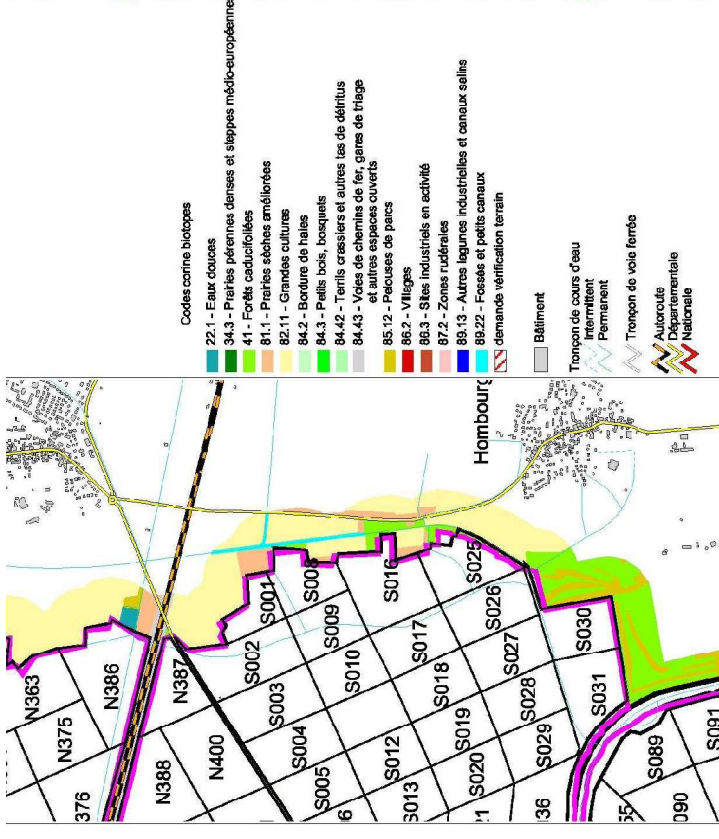 Codes corine biotopes
22.1 - Eaux douces
34.3 - Prairies pérennes denses et steppes médio-européennes
41 - Forêts caducifoliées
81.1 - Prairies sèches améliorées
82.11 - Grandes cultures
84.2 - Bordure de haies
84.3 - Petits bois, bosquets
84.42 - Terrils crassiers et autres tas de détritus
84.43 - Voies de chemins de fer, gares de triage
et autres espaces ouverts
85.12 - Pelouses de parcs
86.2 - Villages
86.3 - Sites industriels en activité
87.2 - Zones rudérales
89.13 - Autres lagunes industrielles et canaux salins
89.22 - Fossés et petits canaux
demande vérification terrain
Bâtiment
Tronçon de cours d'eau
Intermittent
Permanent
Tronçon de voie ferrée
Autoroute
Départementale
Nationale
Hombourg
N363
N375
N386
376
N387
N388
N400
S001
S002
S003
S004
S005
S008
S009
S010
S012
S013
S016
S017
S018
S019
S020
S025
S026
S027
S028
S029
S030
S031
S089
S091
090